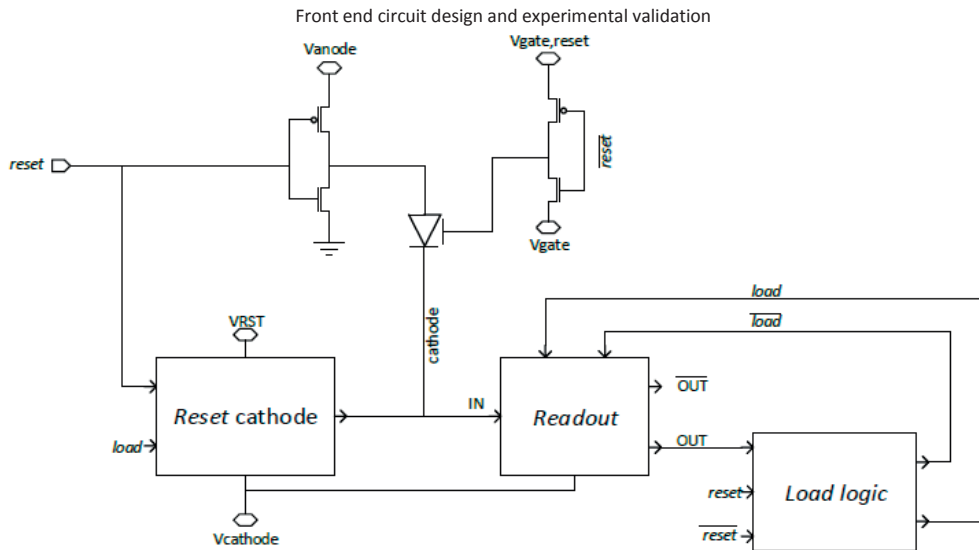 Front end circuit design and experimental validation
Vanode
Vgate,reset
reset
reset
Vgate
cathode
load
load
VRST
Reset cathode
load
Vcathode
IN
Readout
OUT
OUT
reset
reset
Load logic